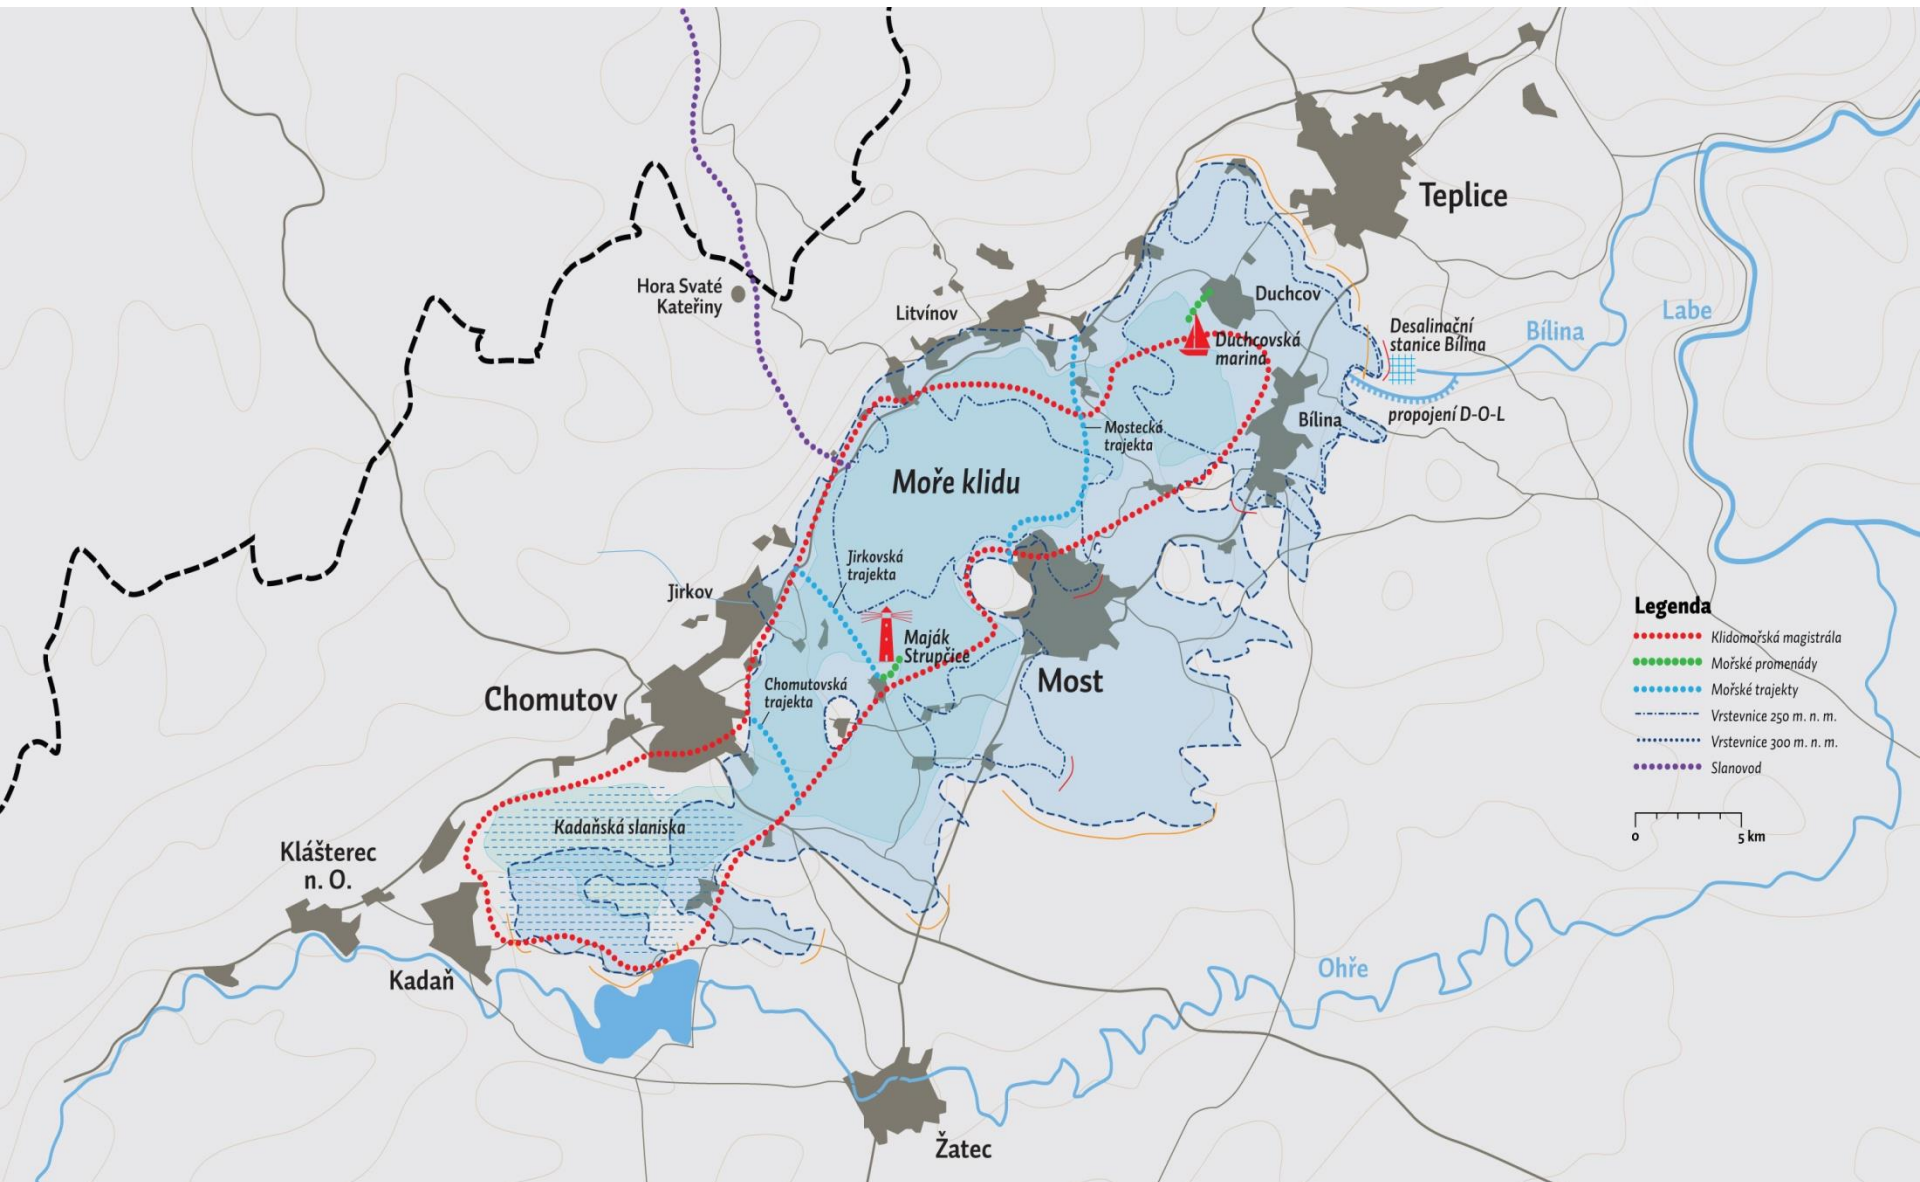 Teplice
Hora Svaté
Kateřiny
Litvínov
Duchcov
Duchcovská
marina
Desalinační
stanice Bílina
Bílina
Labe
propojení D-O-L
Bílina
Mostecká
trajekta
Moře klidu
Jirkovská
trajekta
Jirkov
Maják
Strupčice
Most
Chomutovská
trajekta
Chomutov
Kadaňská slaniska
Klášterec
n. O.
Kadaň
Ohře
Žatec
Legenda
Klidomořská magistrála
Mořské promenády
Mořské trajekty
Vrstevnice 250 m. n. m.
Vrstevnice 300 m. n. m.
Slanovod
0 5 km